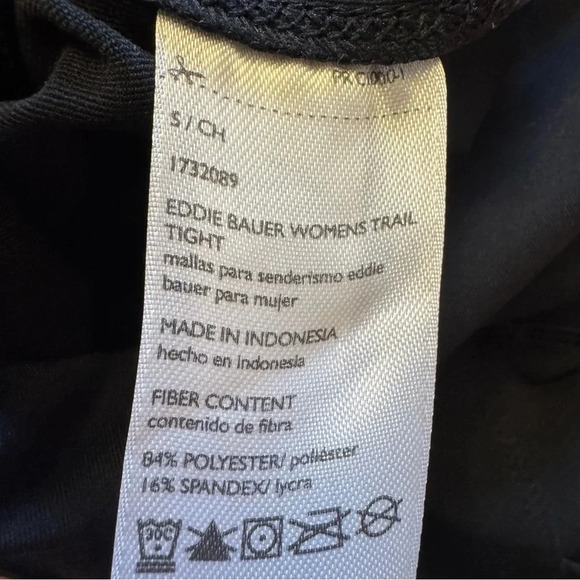 S / CH
1732089
EDDIE BAUER WOMENS TRAIL
TIGHT
mallas para senderismo eddie
bauer para mujer
MADE IN INDONESIA
hecho en indonesia
FIBER CONTENT
contenido de fibra
84% POLYESTER/ poliéster
16% SPANDEX/ lycra
30C